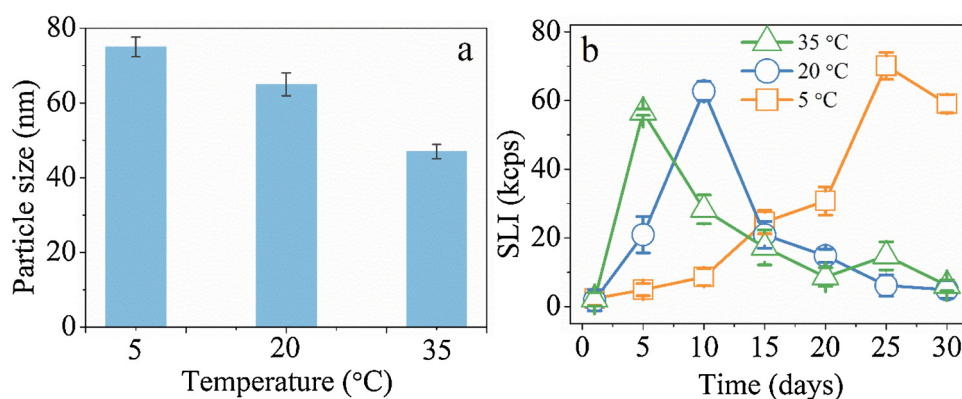 a
80
60
40
20
0
5 20 35
Particle size (nm)
Temperature (°C)
b
35 °C
20 °C
5 °C
80
60
40
20
0
0 5 10 15 20 25 30
SLI (kcps)
Time (days)